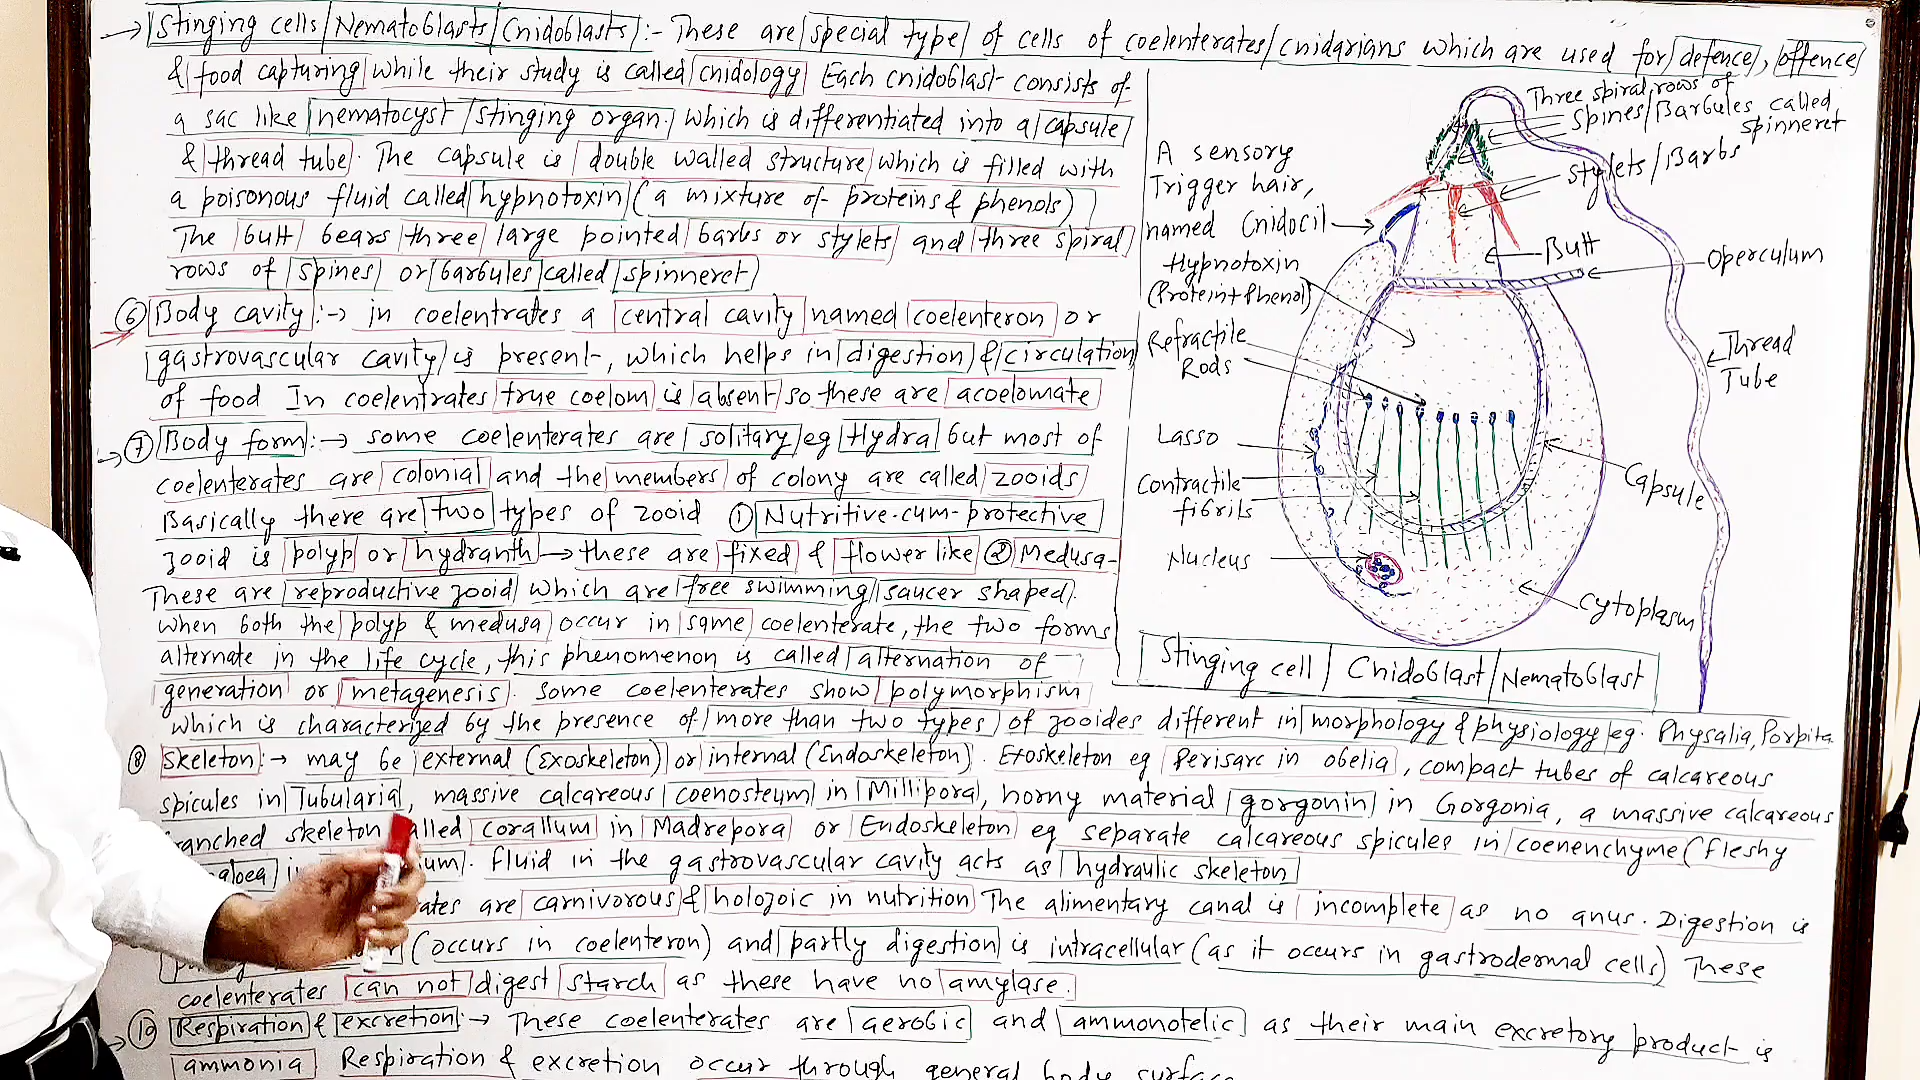 Stinging cells/Nematoblasts/Cnidoblasts:- These are special type of cells of coelenterates/cnidarians which are used for defence, offence
& food capturing while their study is called cnidology Each cnidoblast consists of
a sac like nematocyst/stinging organ. Which is differentiated into a capsule
& thread tube. The capsule is double walled structure which is filled with
a poisonous fluid called hypnotoxin (a mixture of proteins & phenols)
The butt bears three large pointed barbs or stylets and three spiral
rows of spines or barbules called spinneret
⑥ Body cavity:→ in coelentrates a central cavity named coelenteron or
gastrovascular cavity is present, which helps in digestion & circulation
of food In coelentrates true coelom is absent so these are acoelomate
⑦ Body form:→ some coelenterates are solitary eg Hydra but most of
coelenterates are colonial and the members of colony are called zooids
Basically there are two types of zooid ① Nutritive-cum-protective
zooid is polyp or hydranth → these are fixed & flower like ② Medusa-
These are reproductive zooid which are free swimming saucer shaped.
When both the polyp & medusa occur in same coelenterate, the two forms
alternate in the life cycle, this phenomenon is called alternation of
generation or metagenesis. Some coelenterates show polymorphism
which is characterized by the presence of more than two types of zooides different in morphology & physiology eg. Physalia, Porpita
⑧ Skeleton:→ may be external (Exoskeleton) or internal (Endoskeleton). Exoskeleton eg Perisarc in obelia, compact tubes of calcareous
spicules in Tubularia, massive calcareous coenosteum in Millipora, horny material gorgonin in Gorgonia, a massive calcareous
ranched skeleton alled corallum in Madrepora or Endoskeleton eg separate calcareous spicules in coenenchyme (fleshy
um. Fluid in the gastrovascular cavity acts as hydraulic skeleton
ates are carnivorous & holozoic in nutrition The alimentary canal is incomplete as no anus. Digestion is
(occurs in coelenteron) and partly digestion is intracellular (as it occurs in gastrodermal cells) These
coelenterates can not digest starch as these have no amylase.
⑩ Respiration & excretion:→ These coelenterates are aerobic and ammonotelic as their main excretory product is
ammonia Respiration & excretion occur through general body surface
Three spiral rows of
Spines/Barbules called
spinneret
Stylets/Barbs
A sensory
Trigger hair,
named Cnidocil
Butt
Operculum
Hypnotoxin
(Protein+Phenol)
Refractile
Rods
Thread
Tube
Lasso
Capsule
Contractile
fibrils
Nucleus
Cytoplasm
Stinging cell/Cnidoblast/Nematoblast